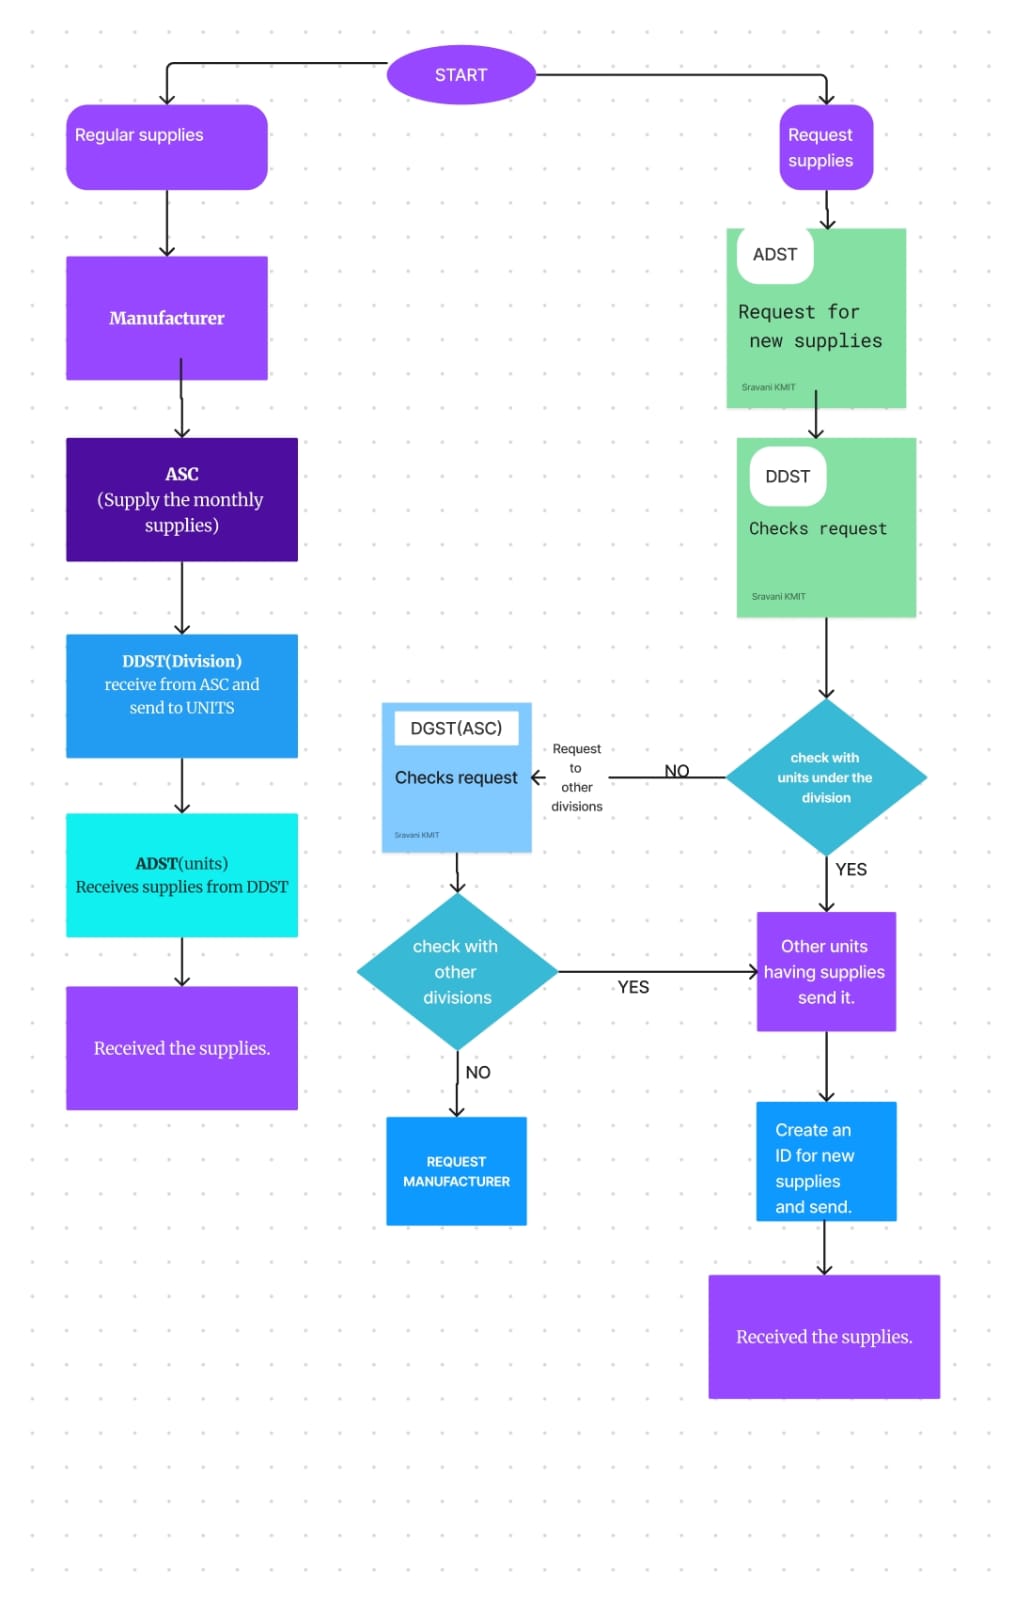 START
Regular supplies
Manufacturer
ASC
(Supply the monthly
supplies)
DDST(Division)
receive from ASC and
send to UNITS
ADST(units)
Receives supplies from DDST
Received the supplies.
Request
supplies
ADST
Request for
new supplies
Sravani KMIT
DDST
Checks request
Sravani KMIT
check with
units under the
division
NO
Request
to
other
divisions
DGST(ASC)
Checks request
Sravani KMIT
check with
other
divisions
YES
NO
REQUEST
MANUFACTURER
YES
Other units
having supplies
send it.
Create an
ID for new
supplies
and send.
Received the supplies.